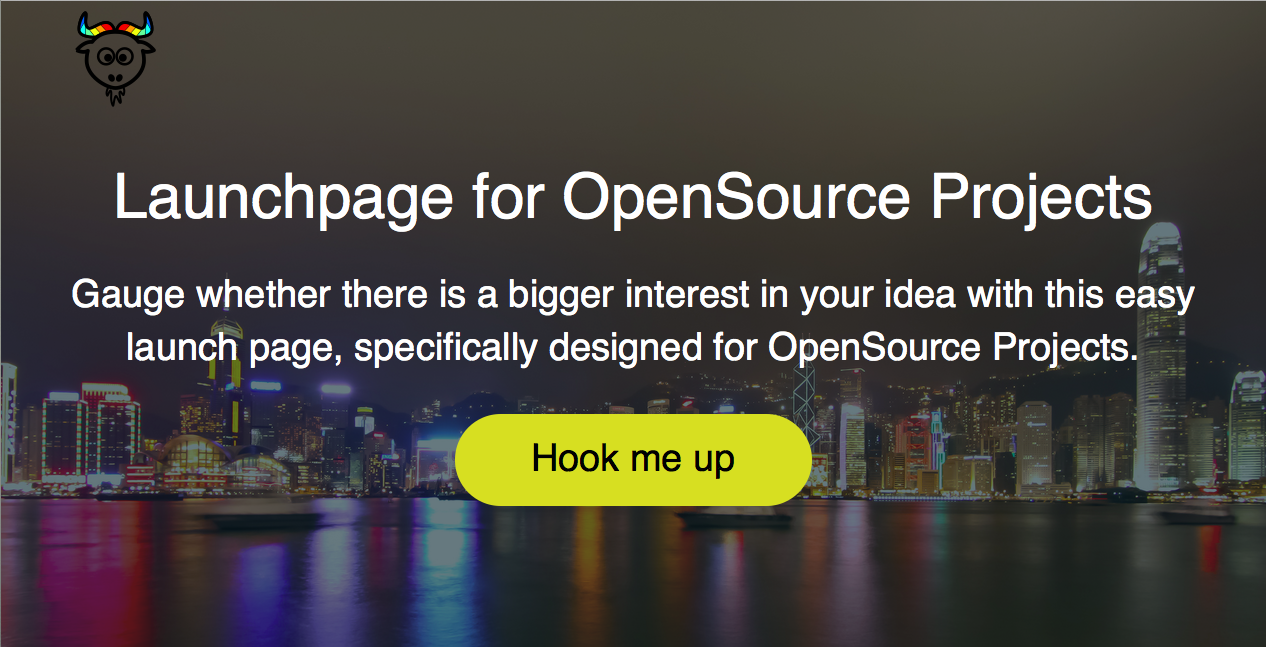 Launchpage for OpenSource Projects
Gauge whether there is a bigger interest in your idea with this easy
launch page, specifically designed for OpenSource Projects.
Hook me up